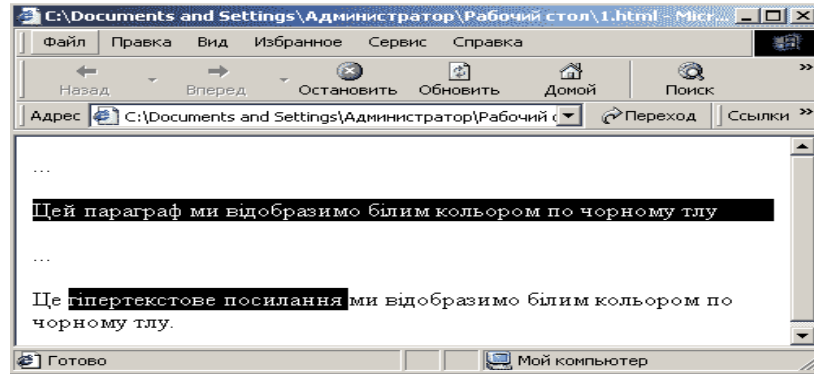 C:\Documents and Settings\Администратор\Рабочий стол\1.html - Micr...
Файл Правка Вид Избранное Сервис Справка
Назад Вперед Остановить Обновить Домой Поиск »
Адрес C:\Documents and Settings\Администратор\Рабочий с Переход Ссылки »
...
Цей параграф ми відобразимо білим кольором по чорному тлу
...
Це гіпертекстове посилання ми відобразимо білим кольором по
чорному тлу.
Готово Мой компьютер